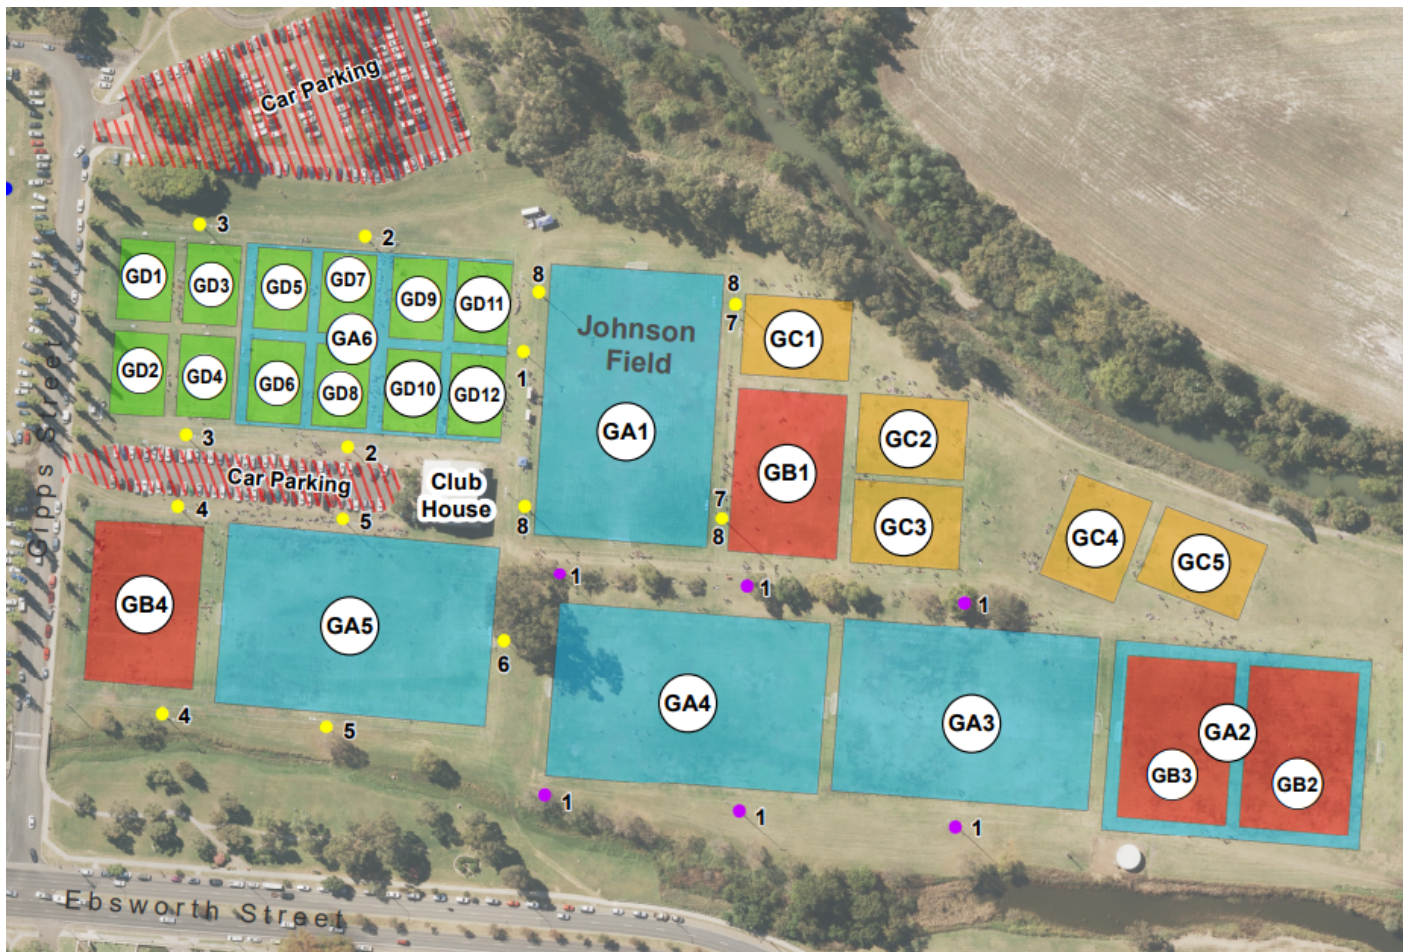 Car Parking
3
2
GD1
GD3
GD5
GD7
GD9
GD11
8
8
7
GA6
Johnson
Field
GC1
GD2
GD4
GD6
GD8
GD10
GD12
1
GA1
GC2
3
2
Car Parking
Club
House
GB1
4
5
8
7
8
GC3
GC4
GC5
Gipps Street
1
1
1
GB4
GA5
6
GA4
GA3
GA2
GB3
GB2
4
5
1
1
1
Ebsworth Street